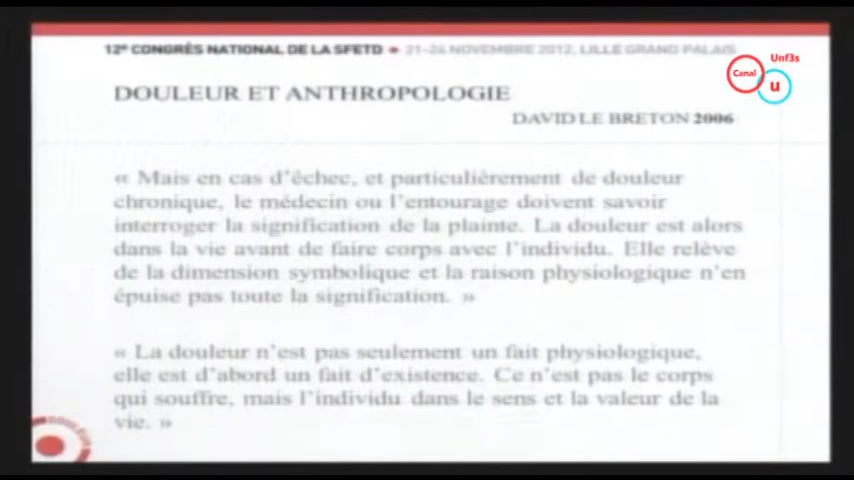 12e CONGRÈS NATIONAL DE LA SFETD • 21-24 NOVEMBRE 2012, LILLE GRAND PALAIS
Unf3s
Canal
u
DOULEUR ET ANTHROPOLOGIE
DAVID LE BRETON 2006
« Mais en cas d'échec, et particulièrement de douleur
chronique, le médecin ou l'entourage doivent savoir
interroger la signification de la plainte. La douleur est alors
dans la vie avant de faire corps avec l'individu. Elle relève
de la dimension symbolique et la raison physiologique n'en
épuise pas toute la signification. »
« La douleur n'est pas seulement un fait physiologique,
elle est d'abord un fait d'existence. Ce n'est pas le corps
qui souffre, mais l'individu dans le sens et la valeur de la
vie. »
DOULEUR